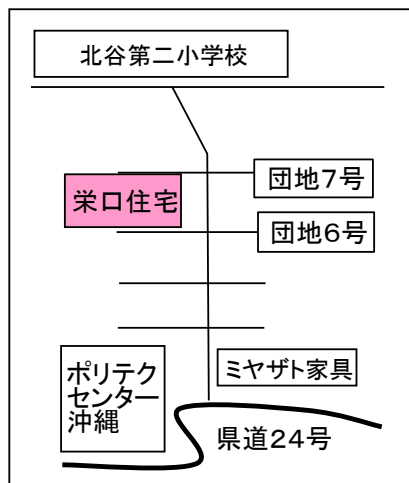 北谷第二小学校
団地7号
栄口住宅
団地6号
ミヤザト家具
ポリテク
センター
沖縄
県道24号